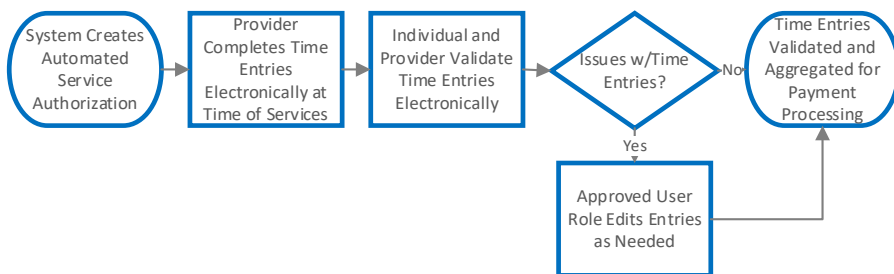 System Creates
Automated
Service
Authorization
Provider
Completes Time
Entries
Electronically at
Time of Services
Individual and
Provider Validate
Time Entries
Electronically
Issues w/Time
Entries?
No
Time Entries
Validated and
Aggregated for
Payment
Processing
Yes
Approved User
Role Edits Entries
as Needed